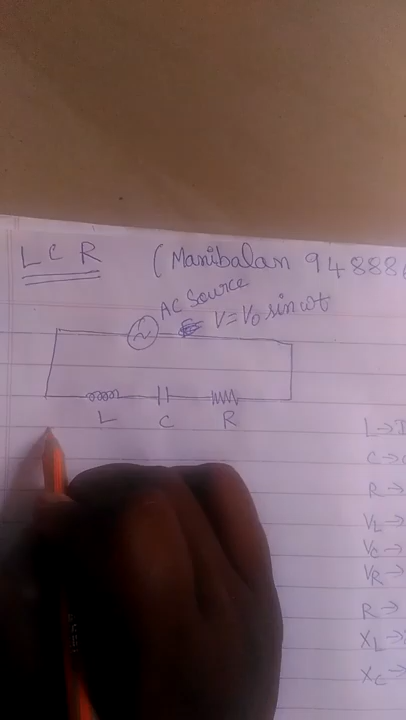 LCR (Manibalan 94888
AC Source
~ V=V₀ sin ωt
L C R
L→
C→
R→
V_L→
V_C→
V_R→
R→
X_L→
X_C→